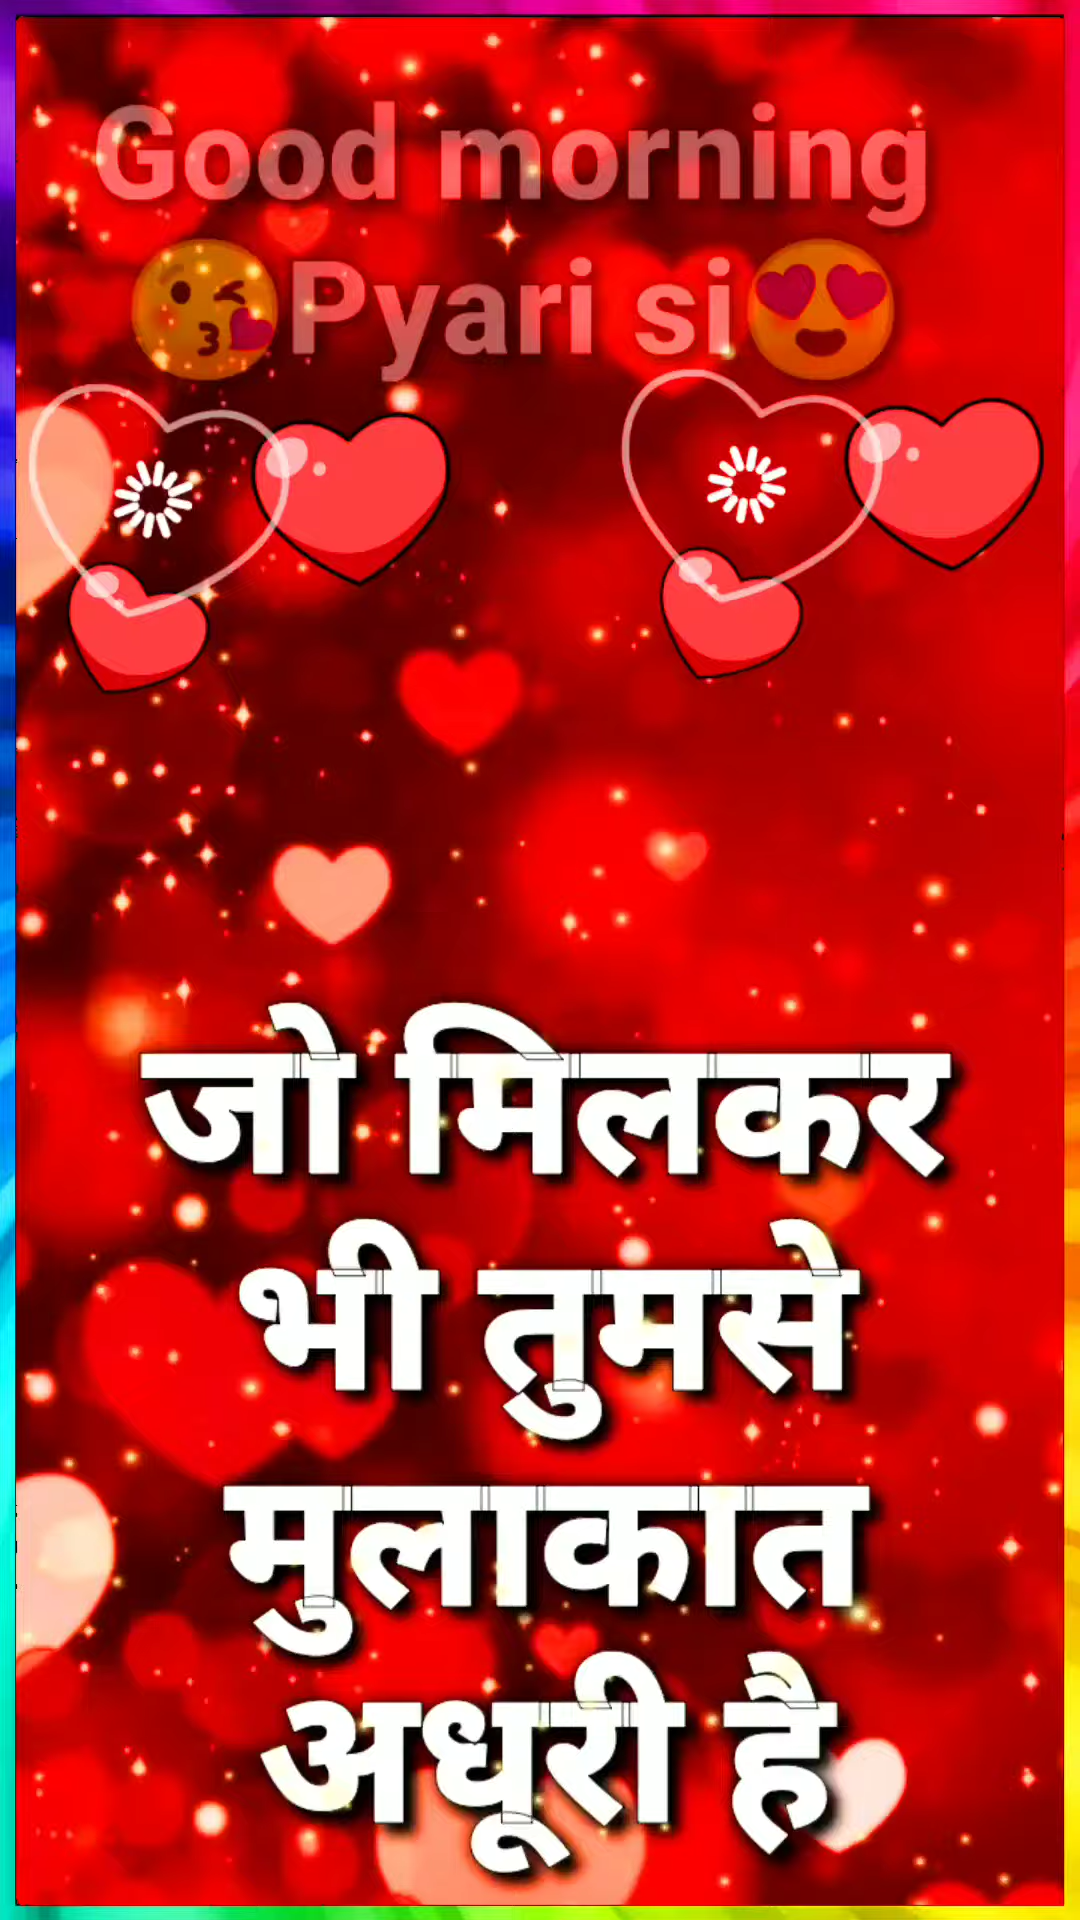 Good morning
😘Pyari si😍
जो मिलकर
भी तुमसे
मुलाकात
अधूरी है